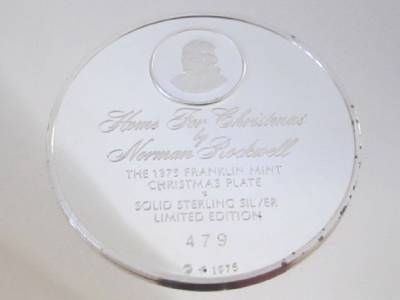 Home For Christmas
by
Norman Rockwell
THE 1975 FRANKLIN MINT
CHRISTMAS PLATE
SOLID STERLING SILVER
LIMITED EDITION
479
1975